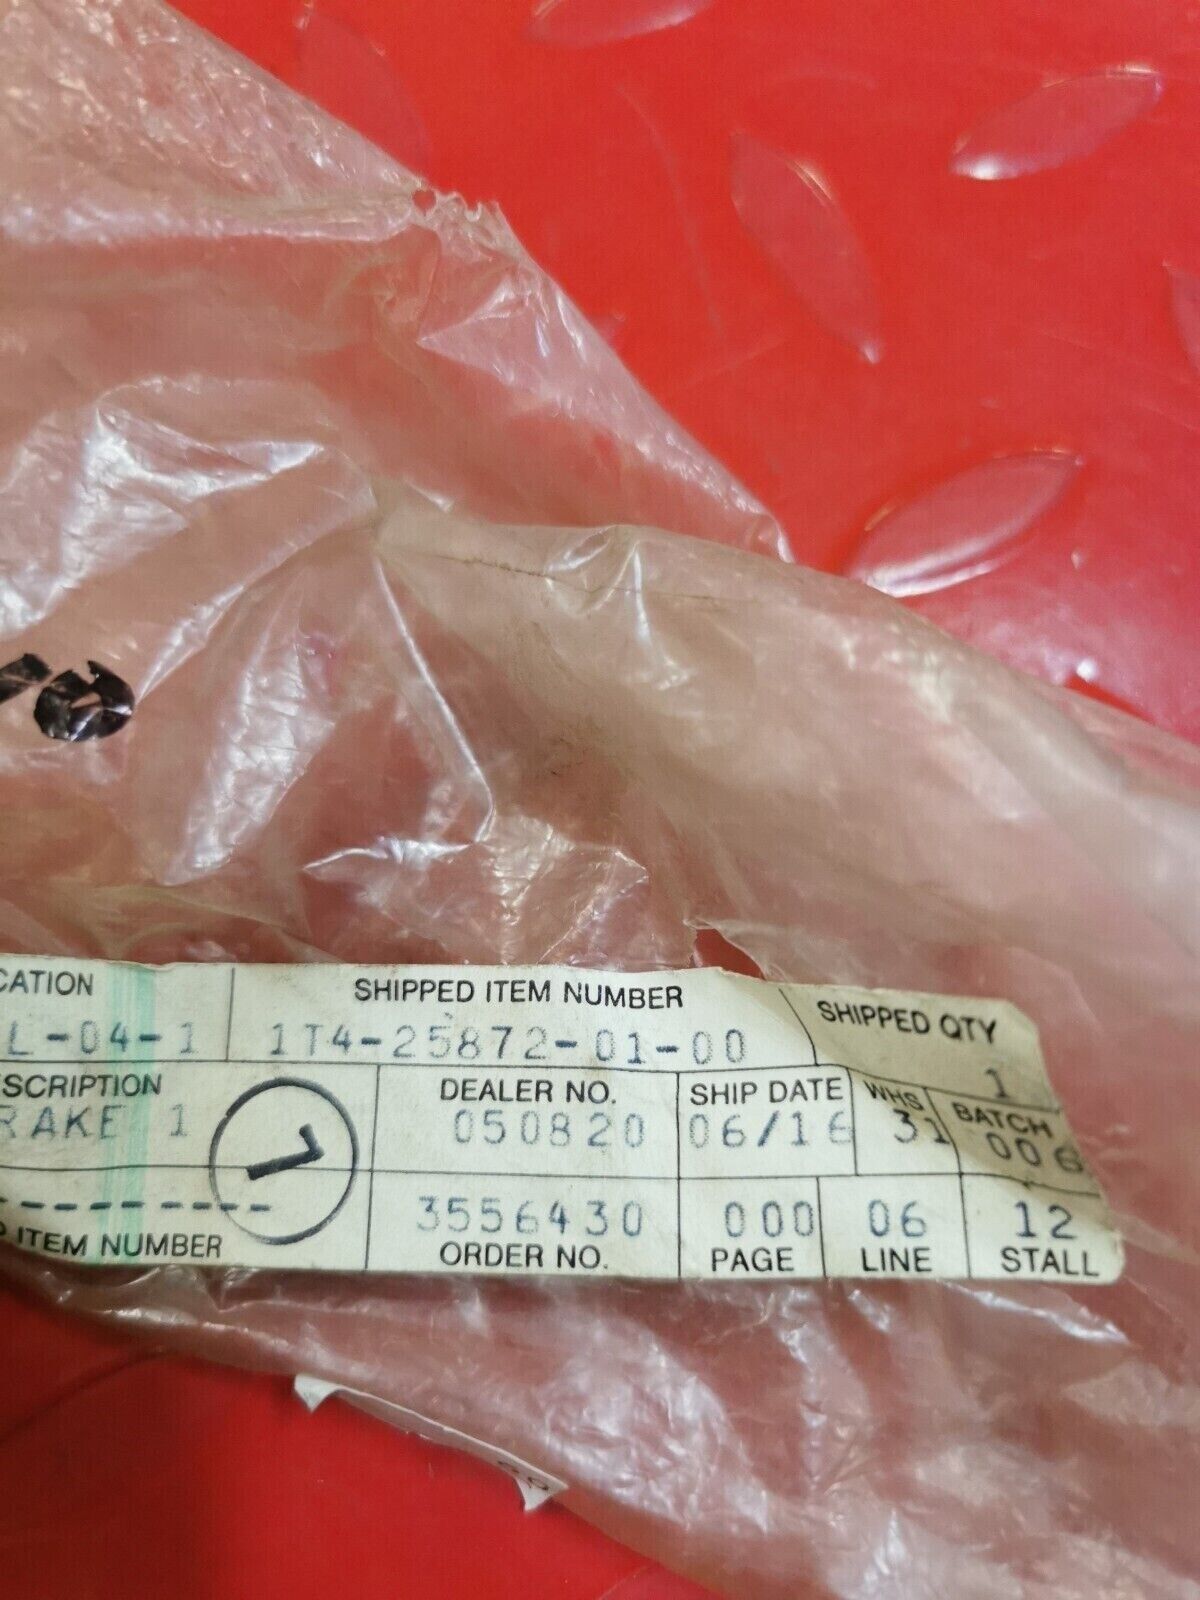 CATION SHIPPED ITEM NUMBER SHIPPED QTY
L-04-1 1T4-25872-01-00 1
SCRIPTION DEALER NO. SHIP DATE WHS BATCH
RAKE 1 050820 06/16 31 006
--------- 3556430 000 06 12
ITEM NUMBER ORDER NO. PAGE LINE STALL